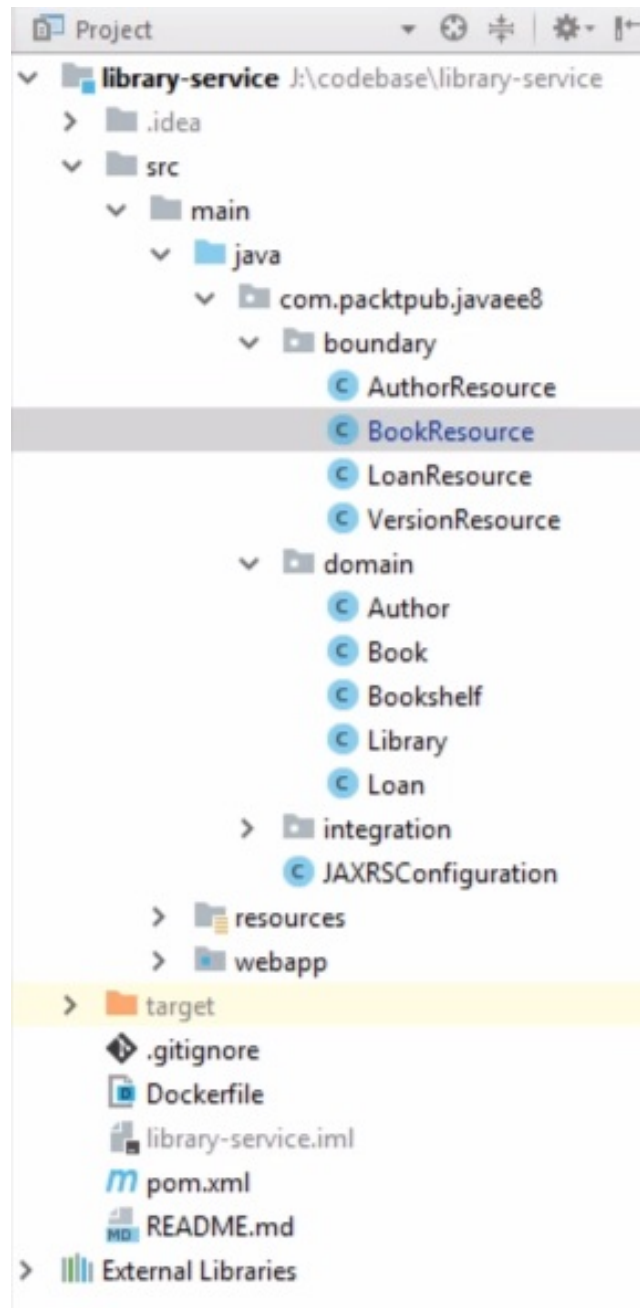 Project
library-service J:\codebase\library-service
.idea
src
main
java
com.packtpub.javaee8
boundary
C AuthorResource
C BookResource
C LoanResource
C VersionResource
domain
C Author
C Book
C Bookshelf
C Library
C Loan
integration
C JAXRSConfiguration
resources
webapp
target
.gitignore
D Dockerfile
library-service.iml
m pom.xml
MD README.md
External Libraries